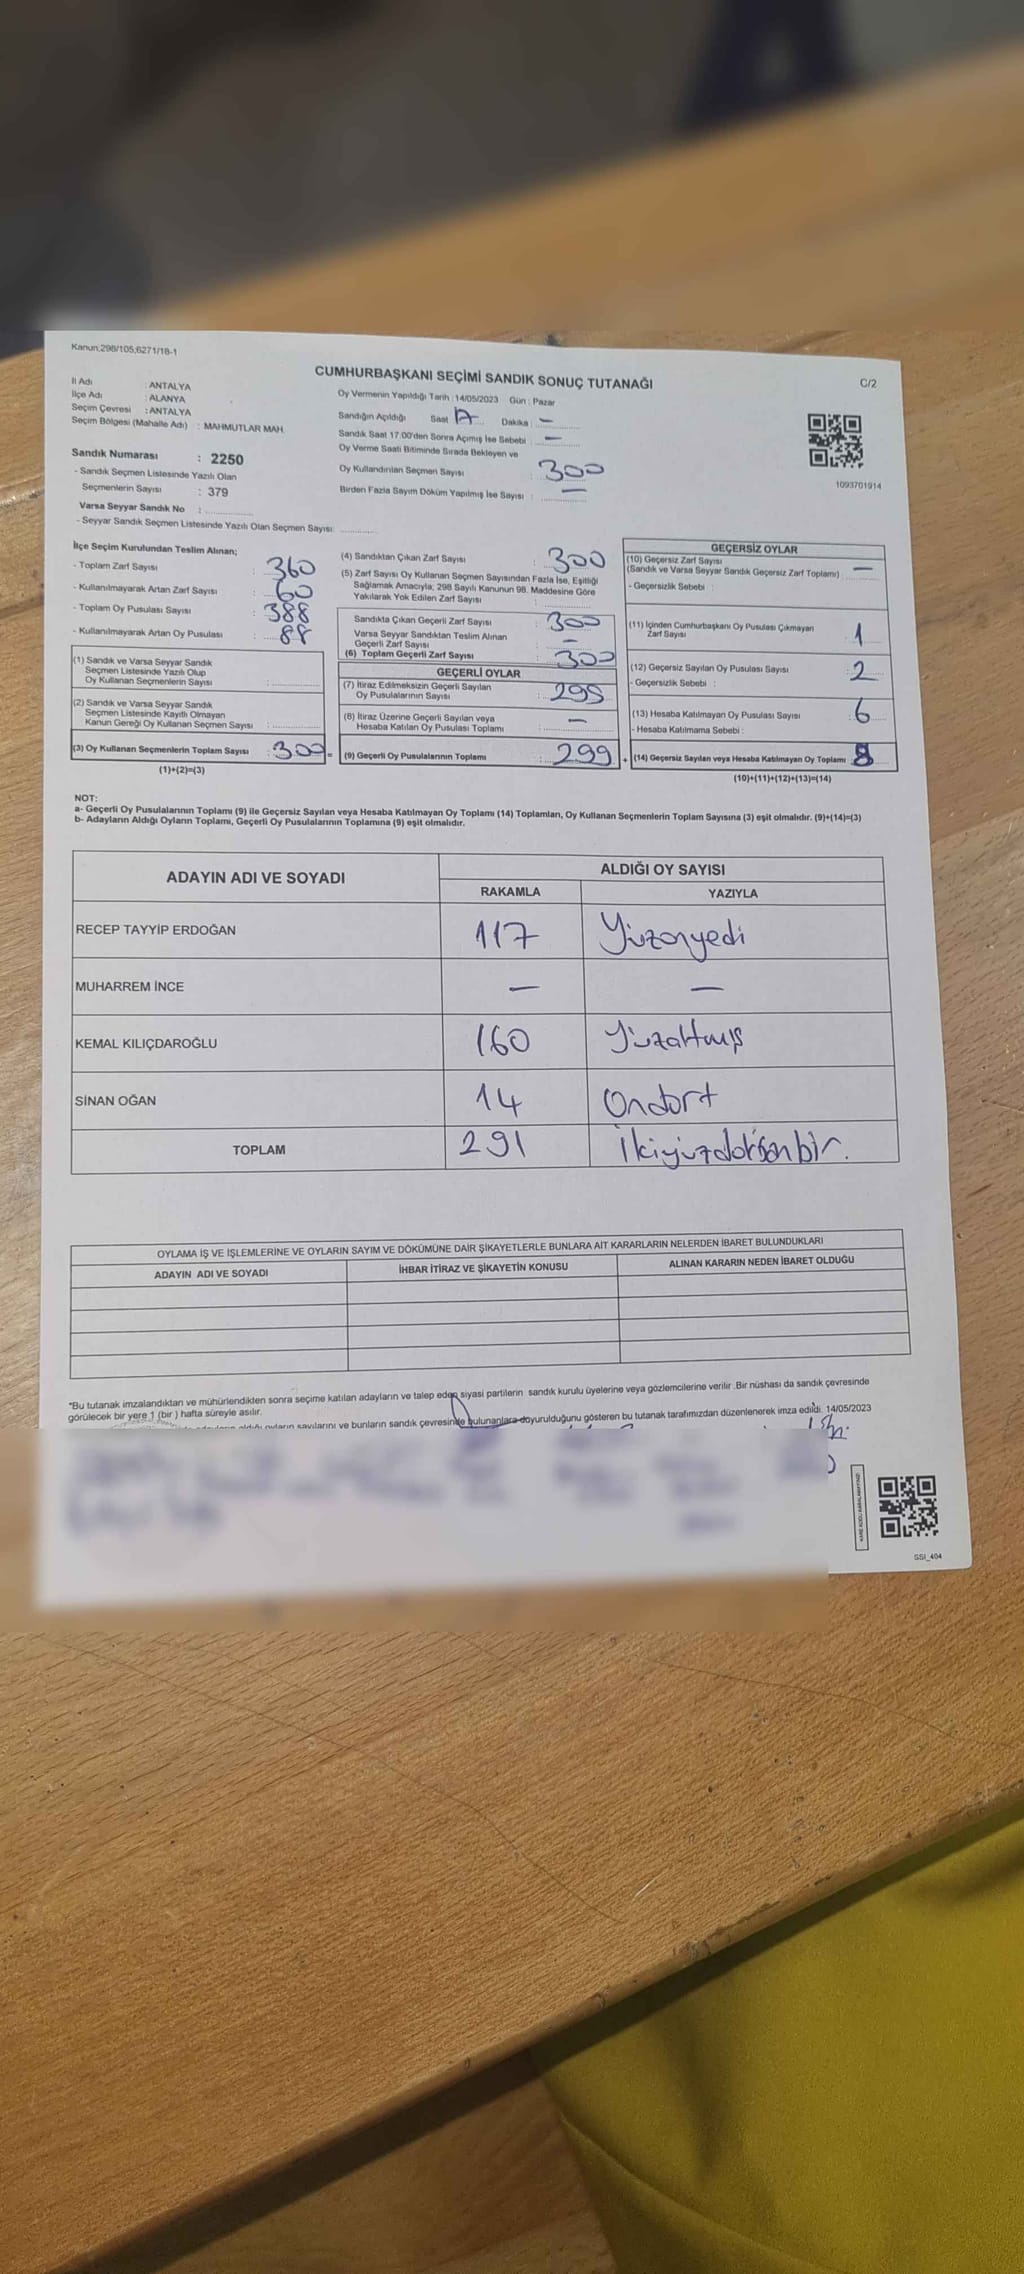 Kanun;298/105,6271/18-1
CUMHURBAŞKANI SEÇİMİ SANDIK SONUÇ TUTANAĞI
C/2
İl Adı : ANTALYA
İlçe Adı : ALANYA
Seçim Çevresi : ANTALYA
Seçim Bölgesi (Mahalle Adı) : MAHMUTLAR MAH.
Sandık Numarası : 2250
- Sandık Seçmen Listesinde Yazılı Olan
Seçmenlerin Sayısı : 379
Varsa Seyyar Sandık No :
- Seyyar Sandık Seçmen Listesinde Yazılı Olan Seçmen Sayısı:
Oy Vermenin Yapıldığı Tarih :14/05/2023 Gün : Pazar
Sandığın Açıldığı Saat Dakika : —
Sandık Saat 17:00'den Sonra Açımış İse Sebebi : —
Oy Verme Saati Bitiminde Sırada Bekleyen ve
Oy Kullandırılan Seçmen Sayısı : 300
Birden Fazla Sayım Döküm Yapılmış İse Sayısı : —
1093701914
İlçe Seçim Kurulundan Teslim Alınan;
- Toplam Zarf Sayısı : 360
- Kullanılmayarak Artan Zarf Sayısı : 60
- Toplam Oy Pusulası Sayısı : 388
- Kullanılmayarak Artan Oy Pusulası : 88
(1) Sandık ve Varsa Seyyar Sandık
Seçmen Listesinde Yazılı Olup
Oy Kullanan Seçmenlerin Sayısı :
(2) Sandık ve Varsa Seyyar Sandık
Seçmen Listesinde Kayıtlı Olmayan
Kanun Gereği Oy Kullanan Seçmen Sayısı :
(3) Oy Kullanan Seçmenlerin Toplam Sayısı : 300 =
(1)+(2)=(3)
(4) Sandıktan Çıkan Zarf Sayısı : 300
(5) Zarf Sayısı Oy Kullanan Seçmen Sayısından Fazla İse, Eşitliği
Sağlamak Amacıyla; 298 Sayılı Kanunun 98. Maddesine Göre
Yakılarak Yok Edilen Zarf Sayısı :
Sandıkta Çıkan Geçerli Zarf Sayısı : 300
Varsa Seyyar Sandıktan Teslim Alınan
Geçerli Zarf Sayısı : —
(6) Toplam Geçerli Zarf Sayısı : 300
GEÇERLİ OYLAR
(7) İtiraz Edilmeksizin Geçerli Sayılan
Oy Pusulalarının Sayısı :
(8) İtiraz Üzerine Geçerli Sayılan veya
Hesaba Katılan Oy Pusulası Toplamı : —
(9) Geçerli Oy Pusulalarının Toplamı : 299 +
GEÇERSİZ OYLAR
(10) Geçersiz Zarf Sayısı
(Sandık ve Varsa Seyyar Sandık Geçersiz Zarf Toplamı) : —
- Geçersizlik Sebebi :
(11) İçinden Cumhurbaşkanı Oy Pusulası Çıkmayan
Zarf Sayısı : 1
(12) Geçersiz Sayılan Oy Pusulası Sayısı : 2
- Geçersizlik Sebebi :
(13) Hesaba Katılmayan Oy Pusulası Sayısı : 6
- Hesaba Katılmama Sebebi :
(14) Geçersiz Sayılan veya Hesaba Katılmayan Oy Toplamı : 8
(10)+(11)+(12)+(13)=(14)
NOT:
a- Geçerli Oy Pusulalarının Toplamı (9) ile Geçersiz Sayılan veya Hesaba Katılmayan Oy Toplamı (14) Toplamları, Oy Kullanan Seçmenlerin Toplam Sayısına (3) eşit olmalıdır. (9)+(14)=(3)
b- Adayların Aldığı Oyların Toplamı, Geçerli Oy Pusulalarının Toplamına (9) eşit olmalıdır.
ADAYIN ADI VE SOYADI ALDIĞI OY SAYISI
RAKAMLA YAZIYLA
RECEP TAYYİP ERDOĞAN 117 Yüzonyedi
MUHARREM İNCE — —
KEMAL KILIÇDAROĞLU 160 Yüzaltmış
SİNAN OĞAN 14 Ondört
TOPLAM 291 İkiyüzdoksanbir.
OYLAMA İŞ VE İŞLEMLERİNE VE OYLARIN SAYIM VE DÖKÜMÜNE DAİR ŞİKAYETLERLE BUNLARA AİT KARARLARIN NELERDEN İBARET BULUNDUKLARI
ADAYIN ADI VE SOYADI İHBAR İTİRAZ VE ŞİKAYETİN KONUSU ALINAN KARARIN NEDEN İBARET OLDUĞU
*Bu tutanak imzalandıktan ve mühürlendikten sonra seçime katılan adayların ve talep eden siyasi partilerin sandık kurulu üyelerine veya gözlemcilerine verilir .Bir nüshası da sandık çevresinde
görülecek bir yere 1 (bir ) hafta süreyle asılır.
aldığı oyların sayılarını ve bunların sandık çevresinde bulunanlara duyurulduğunu gösteren bu tutanak tarafımızdan düzenlenerek imza edildi. 14/05/2023
SSI_404